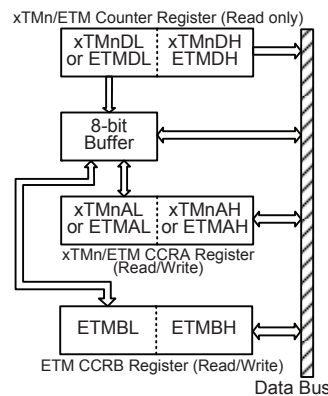 xTMn/ETM Counter Register (Read only)
xTMnDL xTMnDH
or ETMDL ETMDH
8-bit
Buffer
xTMnAL xTMnAH
or ETMAL or ETMAH
xTMn/ETM CCRA Register
(Read/Write)
ETMBL ETMBH
ETM CCRB Register (Read/Write)
Data Bus